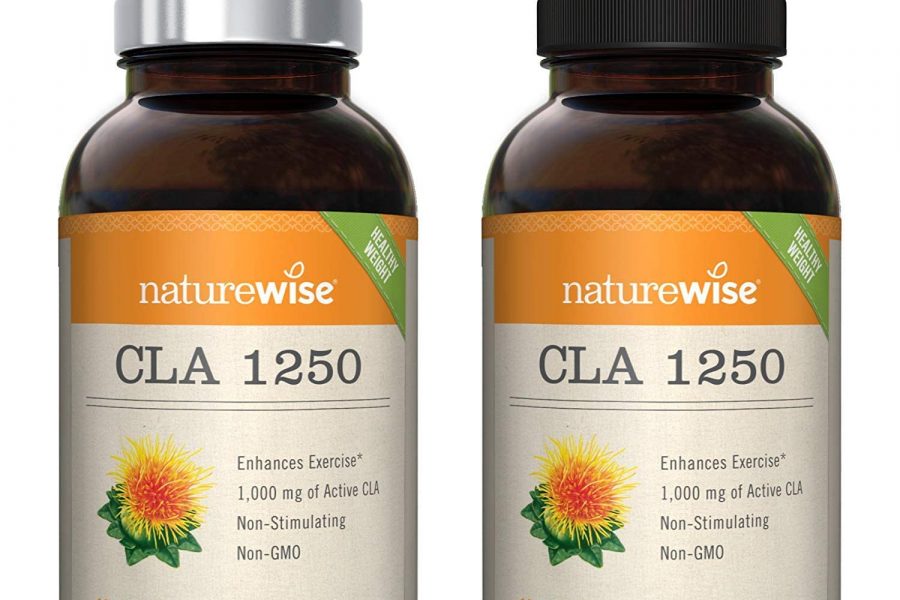 HEALTHY
WEIGHT
naturewise®
CLA 1250
Enhances Exercise*
1,000 mg of Active CLA
Non-Stimulating
Non-GMO
HEALTHY
WEIGHT
naturewise®
CLA 1250
Enhances Exercise*
1,000 mg of Active CLA
Non-Stimulating
Non-GMO